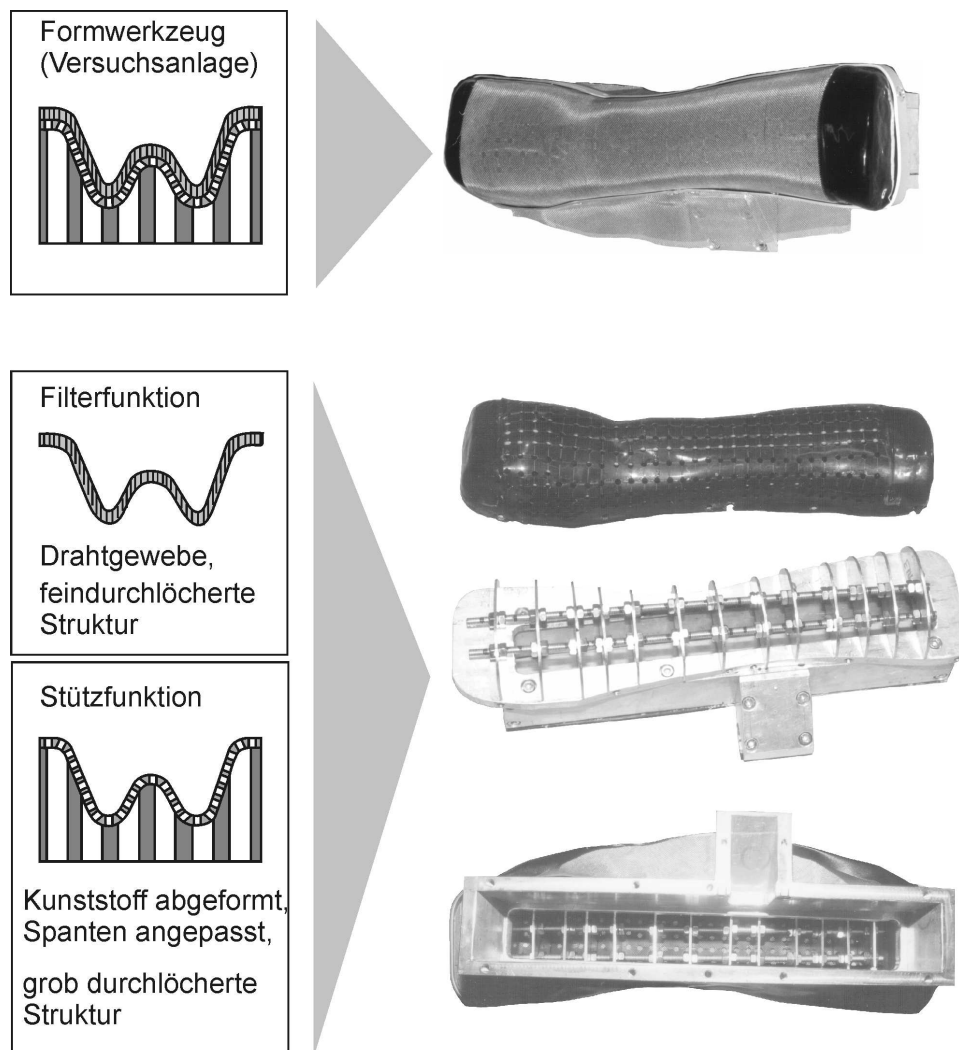 Formwerkzeug
(Versuchsanlage)
Filterfunktion
Drahtgewebe,
feindurchlöcherte
Struktur
Stützfunktion
Kunststoff abgeformt,
Spanten angepasst,
grob durchlöcherte
Struktur